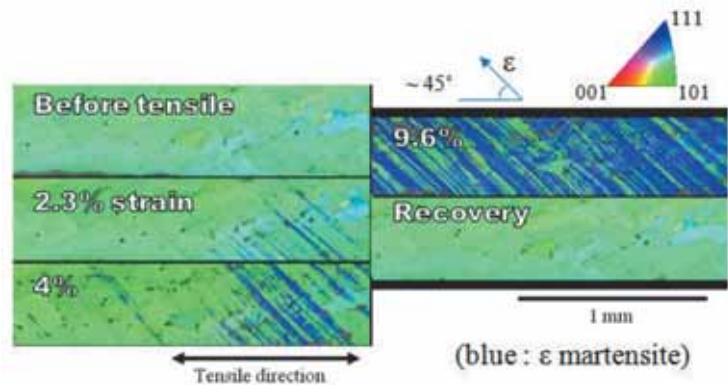 Before tensile
2.3% strain
4%
Tensile direction
~45°
ε
111
001
101
9.6%
Recovery
1 mm
(blue : ε martensite)